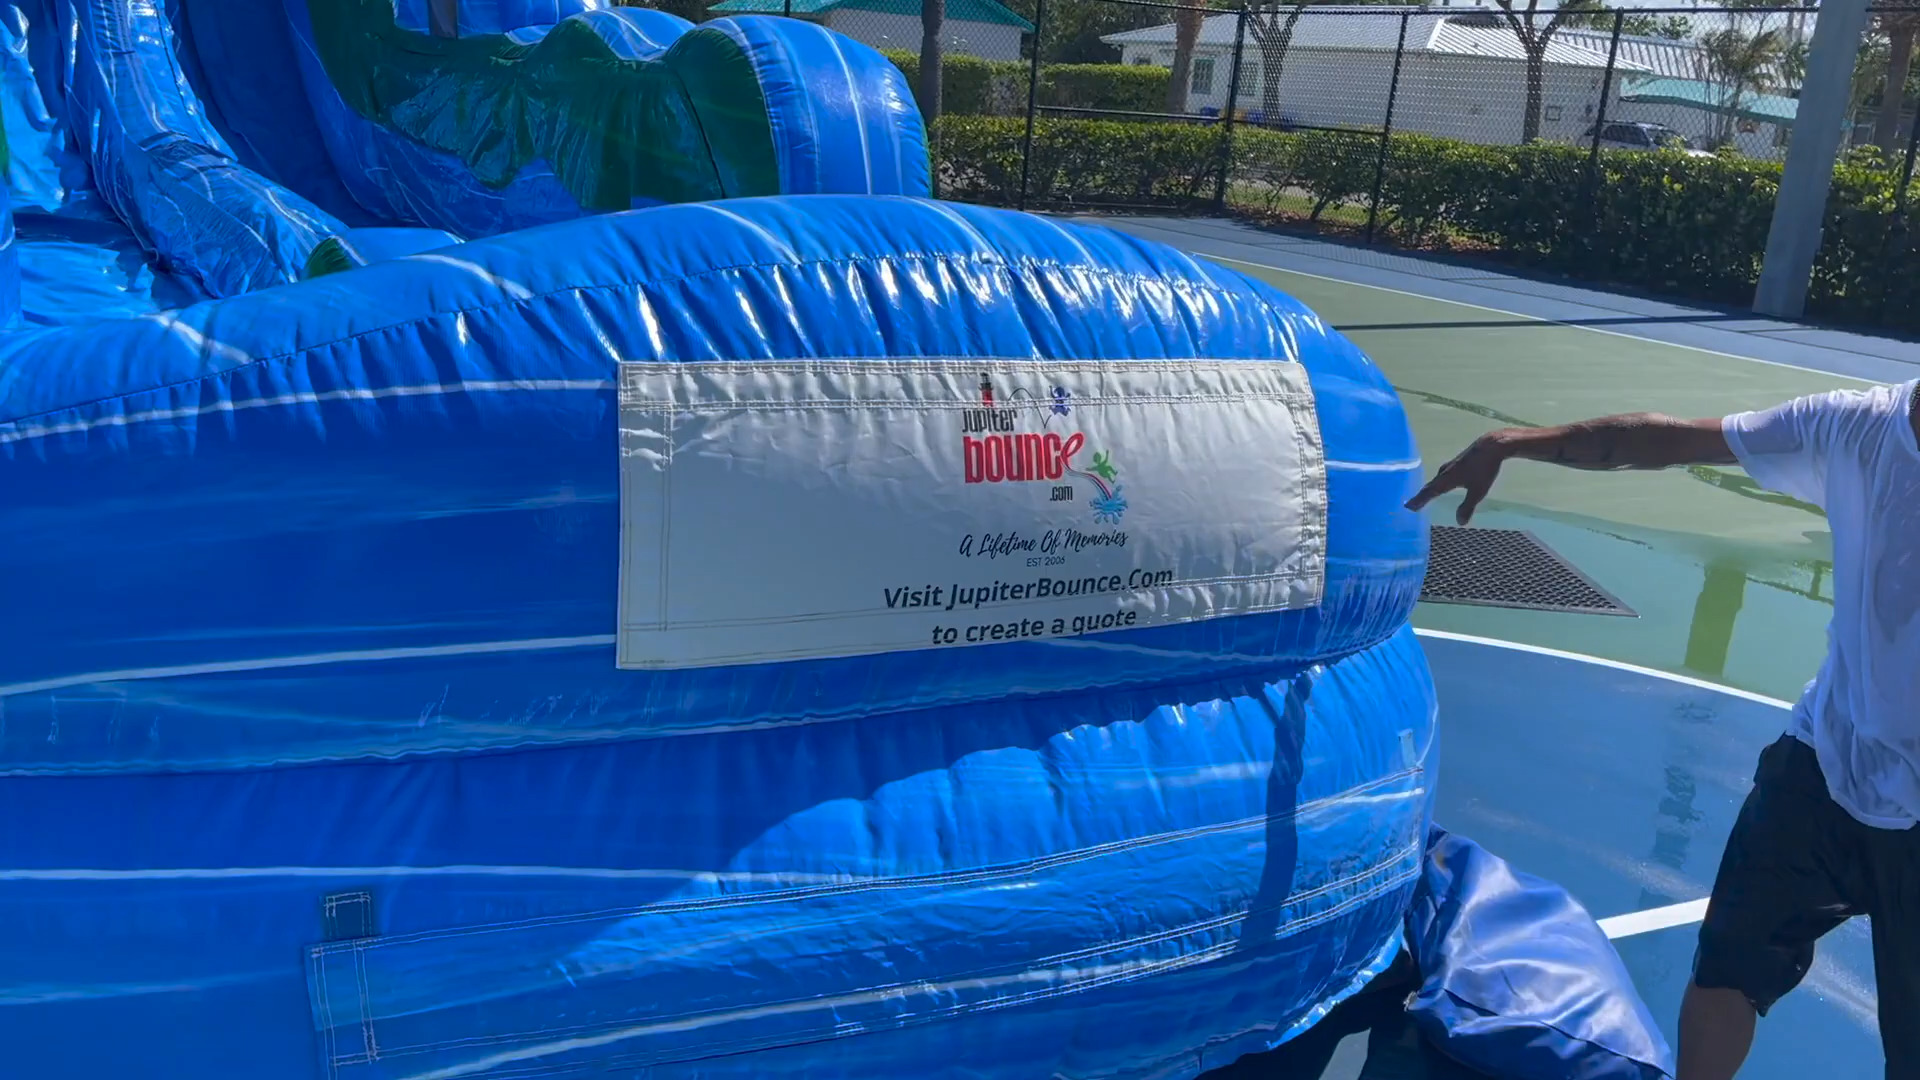 jupiter
bounce
.com
A Lifetime Of Memories
EST 2006
Visit JupiterBounce.Com
to create a quote